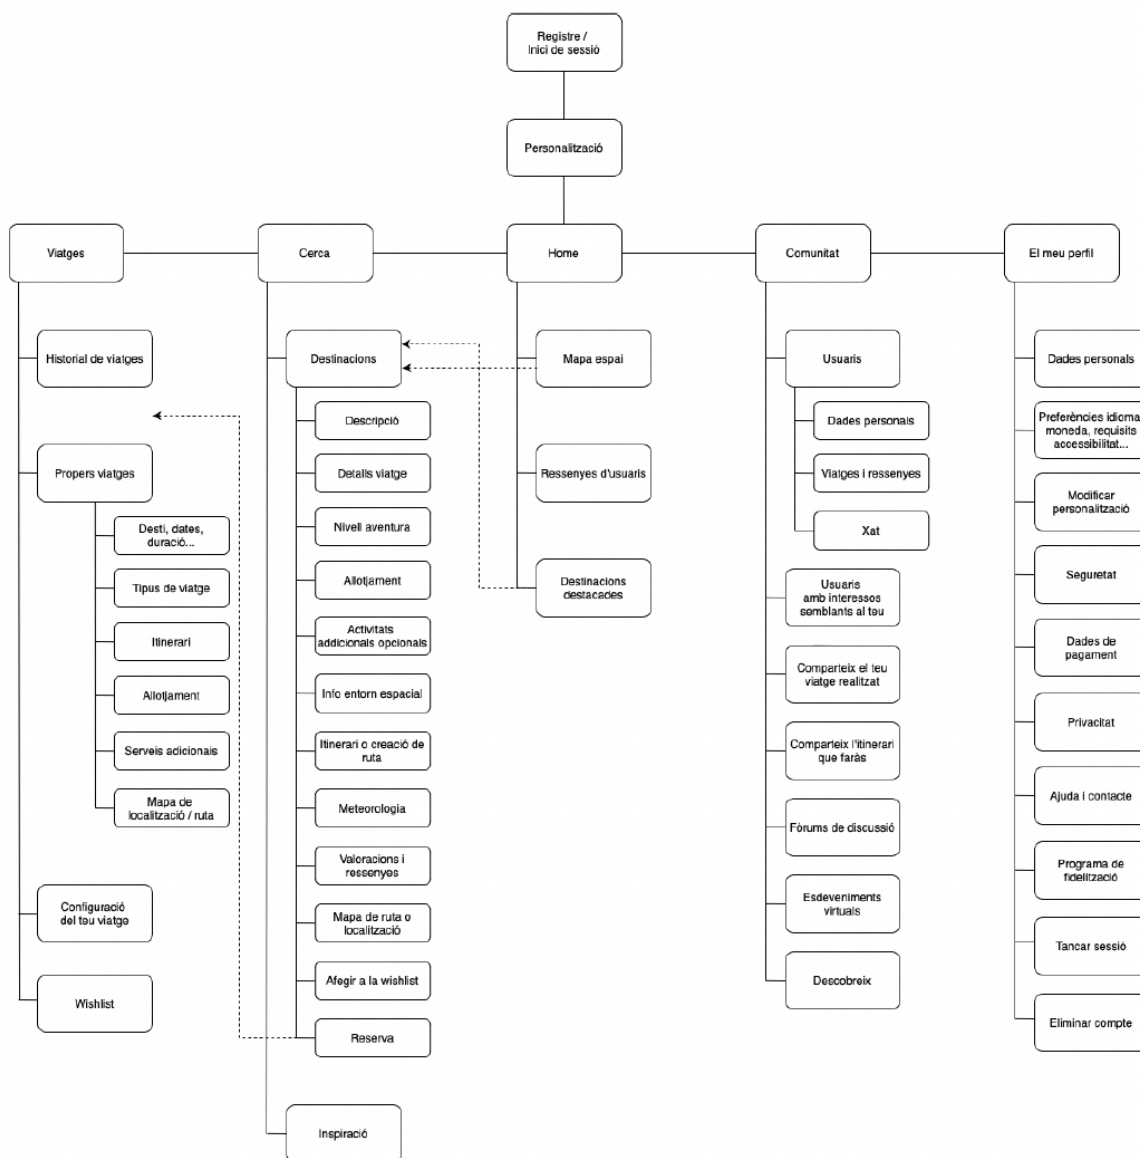 Registre /
Inici de sessió
Personalització
Viatges
Cerca
Home
Comunitat
El meu perfil
Historial de viatges
Propers viatges
Desti, dates,
duració...
Tipus de viatge
Itinerari
Allotjament
Serveis adicionals
Mapa de
localització / ruta
Configuració
del teu viatge
Wishlist
Destinacions
Descripció
Detalls viatge
Nivell aventura
Allotjament
Activitats
addicionals opcionals
Info entorn espacial
Itinerari o creació de
ruta
Meteorologia
Valoracions i
ressenyes
Mapa de ruta o
localització
Afegir a la wishlist
Reserva
Inspiració
Mapa espai
Ressenyes d'usuaris
Destinacions
destacades
Usuaris
Dades personals
Viatges i ressenyes
Xat
Usuaris
amb interessos
semblants al teu
Comparteix el teu
viatge realitzat
Comparteix l'itinerari
que faràs
Fòrums de discussió
Esdeveniments
virtuals
Descobreix
Dades personals
Preferències idioma,
moneda, requisits
accessibilitat...
Modificar
personalització
Seguretat
Dades de
pagament
Privacitat
Ajuda i contacte
Programa de
fidelització
Tancar sessió
Eliminar compte